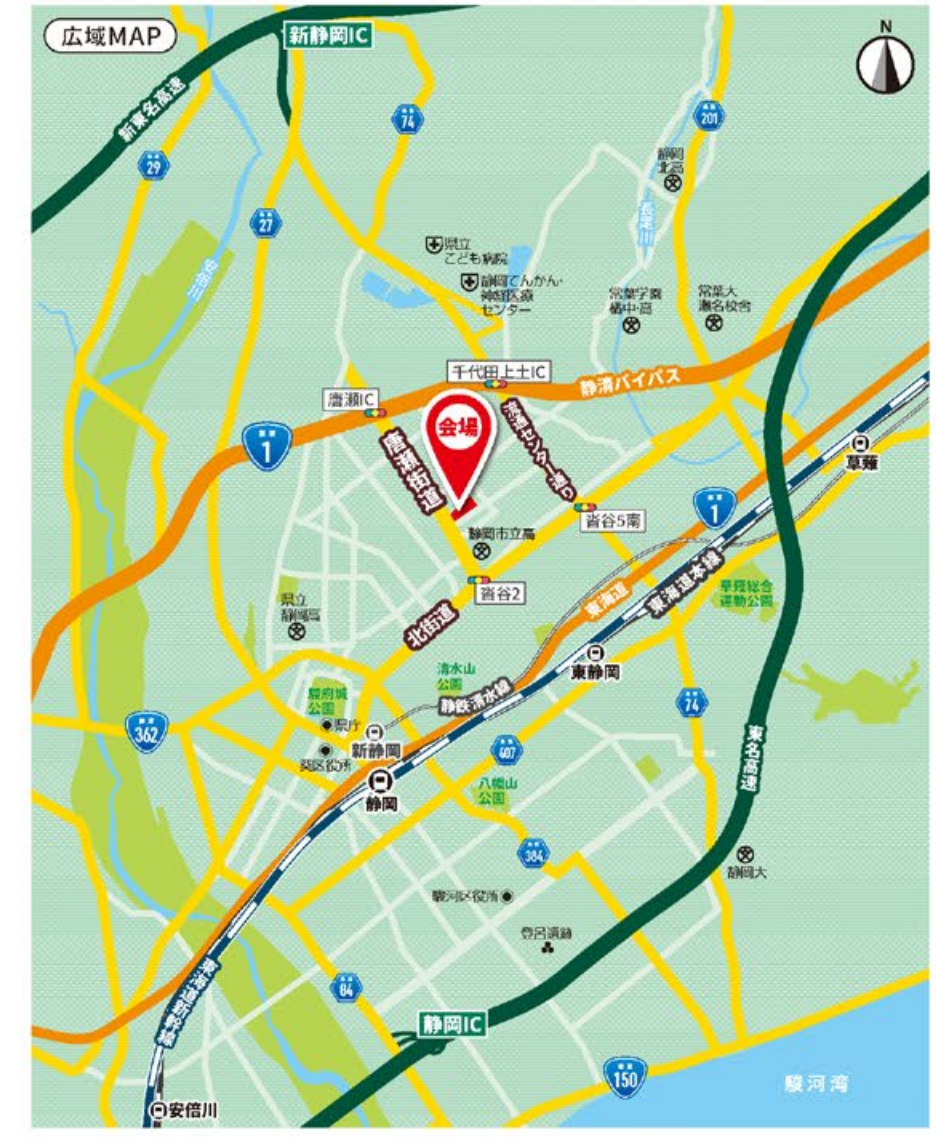 広域MAP
新静岡IC
N
新東名高速
74
201
静岡
北高
29
27
長尾川
県立
こども病院
安倍川
静岡てんかん・
神経医療
センター
常葉学園
橘中・高
常葉大
瀬名校舎
千代田上土IC
静清バイパス
唐瀬IC
流通センター通り
会場
唐瀬街道
1
草薙
1
沓谷5南
静岡市立高
沓谷2
東海道本線
草薙総合
運動公園
東海道
県立
静岡高
北街道
清水山
公園
東静岡
駿府城
公園
静鉄清水線
74
県庁
362
新静岡
407
東名高速
葵区役所
静岡
八幡山
公園
384
静岡大
駿河区役所
登呂遺跡
東海道新幹線
84
静岡IC
150
駿河湾
安倍川